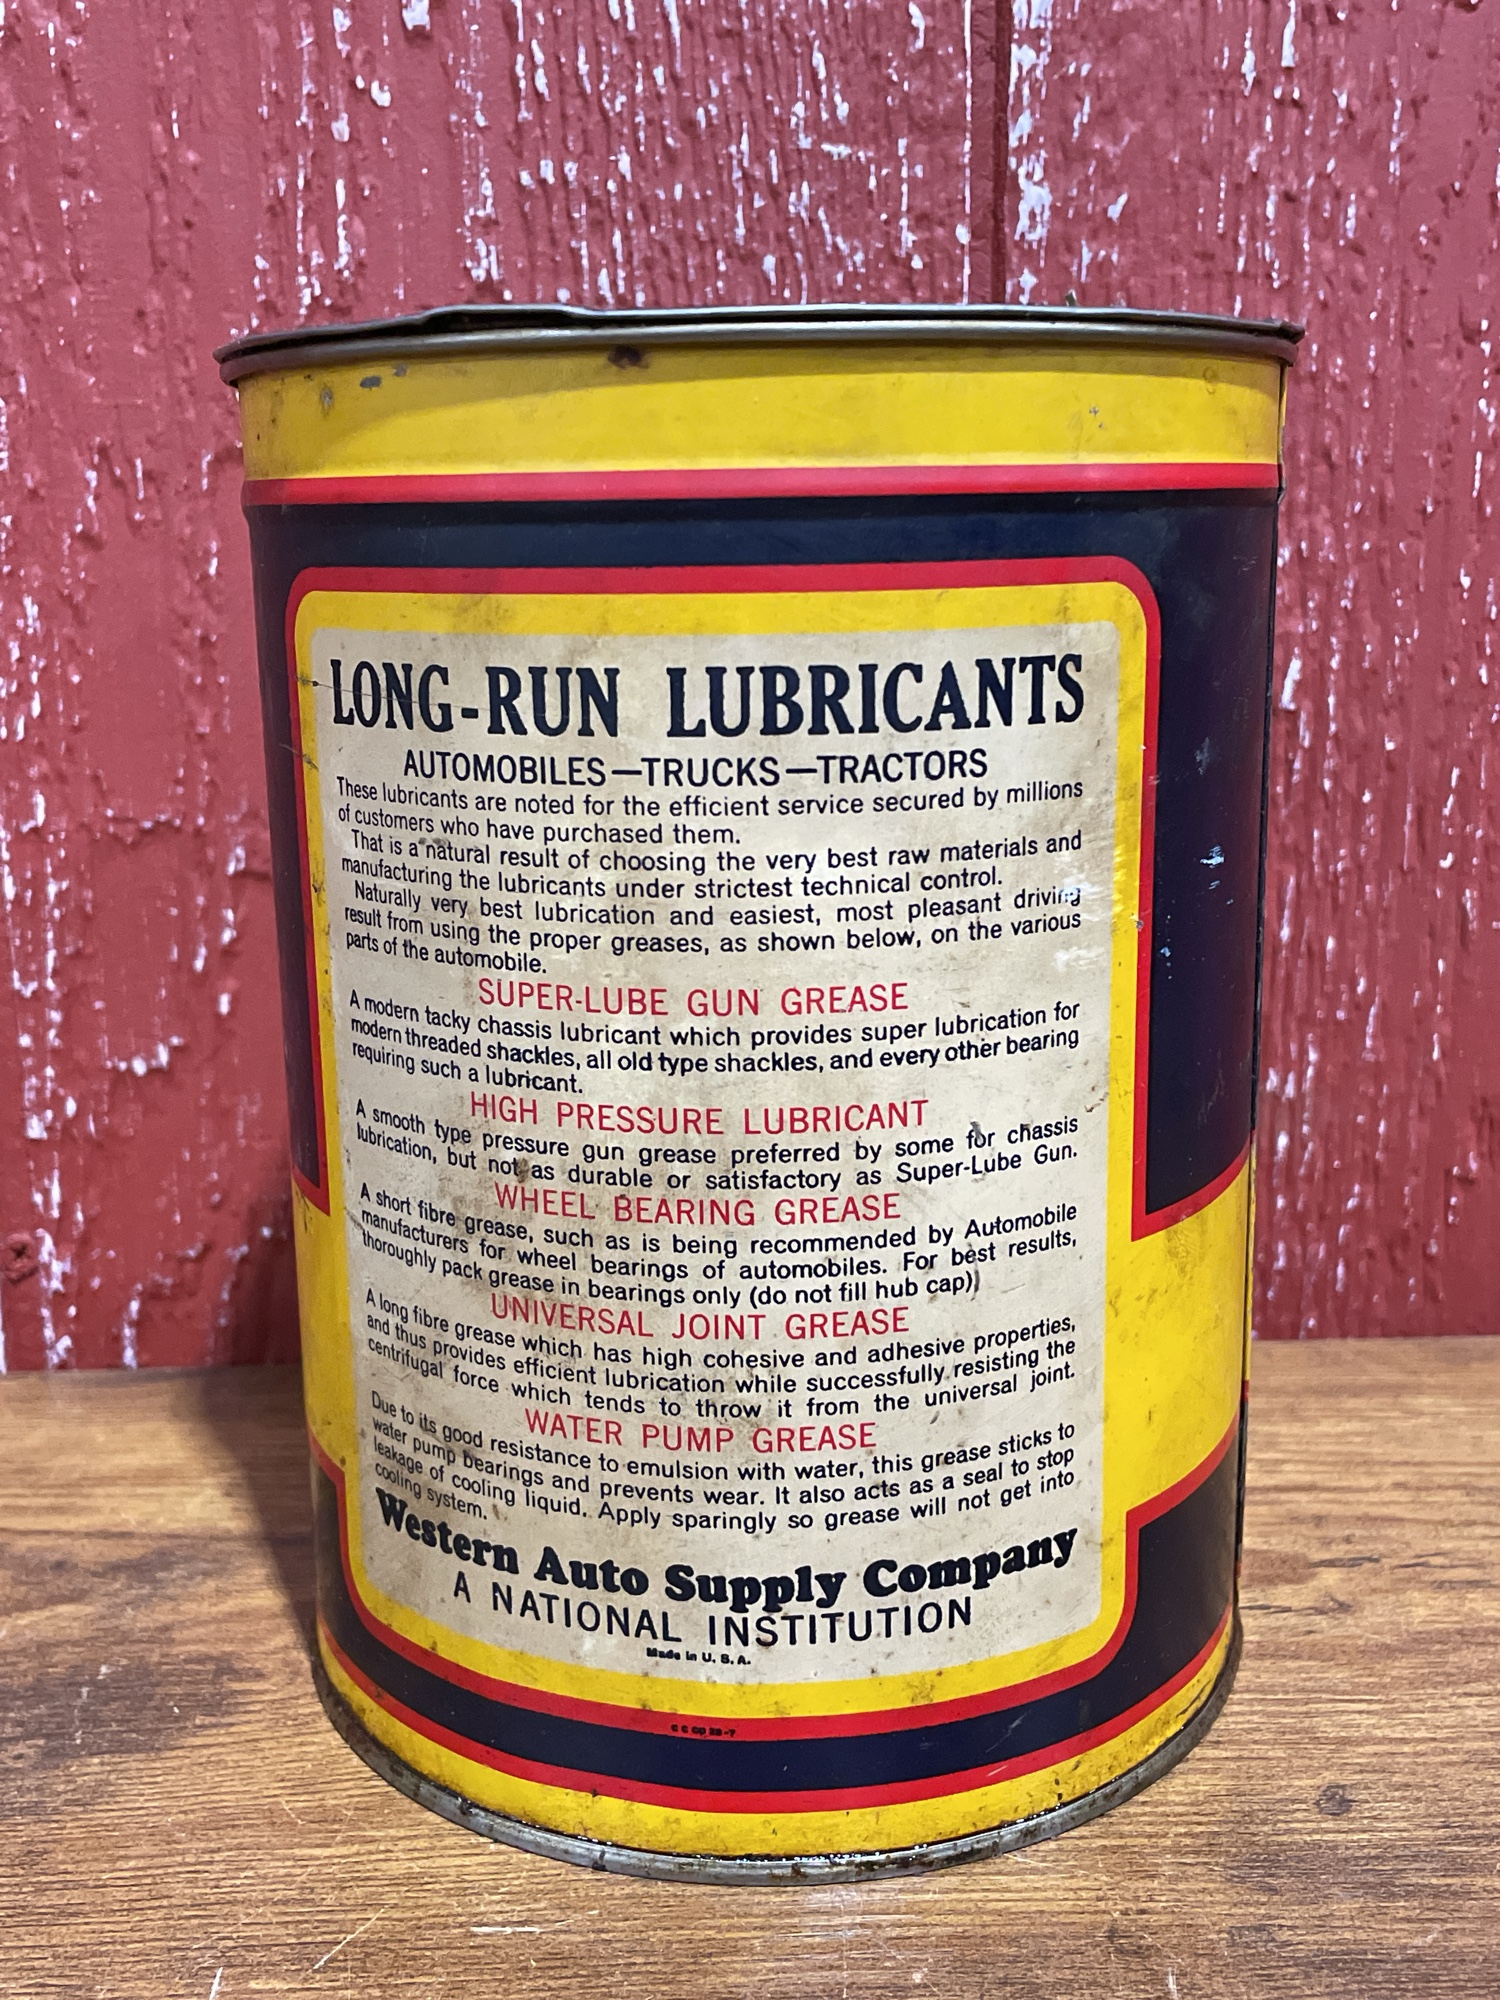 LONG-RUN LUBRICANTS
AUTOMOBILES—TRUCKS—TRACTORS
These lubricants are noted for the efficient service secured by millions
of customers who have purchased them.
That is a natural result of choosing the very best raw materials and
manufacturing the lubricants under strictest technical control.
Naturally very best lubrication and easiest, most pleasant driving
result from using the proper greases, as shown below, on the various
parts of the automobile.
SUPER-LUBE GUN GREASE
A modern tacky chassis lubricant which provides super lubrication for
modern threaded shackles, all old type shackles, and every other bearing
requiring such a lubricant.
HIGH PRESSURE LUBRICANT
A smooth type pressure gun grease preferred by some for chassis
lubrication, but not as durable or satisfactory as Super-Lube Gun.
WHEEL BEARING GREASE
A short fibre grease, such as is being recommended by Automobile
manufacturers for wheel bearings of automobiles. For best results,
thoroughly pack grease in bearings only (do not fill hub cap))
UNIVERSAL JOINT GREASE
A long fibre grease which has high cohesive and adhesive properties,
and thus provides efficient lubrication while successfully resisting the
centrifugal force which tends to throw it from the universal joint.
WATER PUMP GREASE
Due to its good resistance to emulsion with water, this grease sticks to
water pump bearings and prevents wear. It also acts as a seal to stop
leakage of cooling liquid. Apply sparingly so grease will not get into
cooling system.
Western Auto Supply Company
A NATIONAL INSTITUTION
Made in U. S. A.